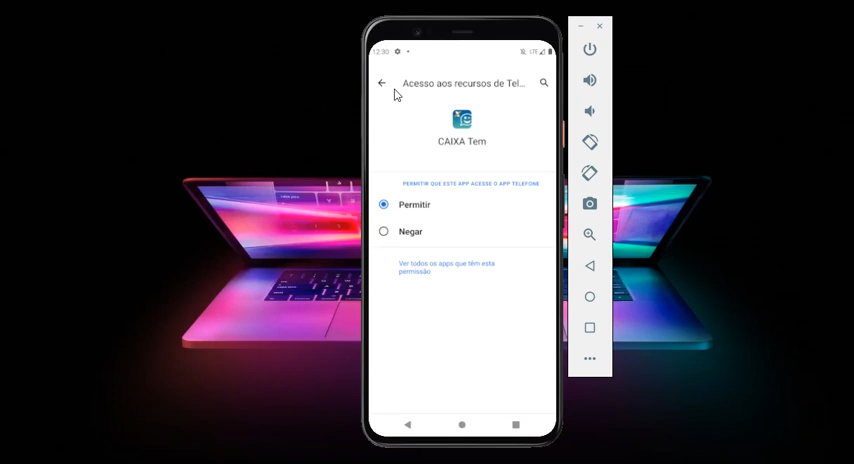 12:30
LTE
Acesso aos recursos de Tel...
CAIXA Tem
PERMITIR QUE ESTE APP ACESSE O APP TELEFONE
Permitir
Negar
Ver todos os apps que têm esta
permissão